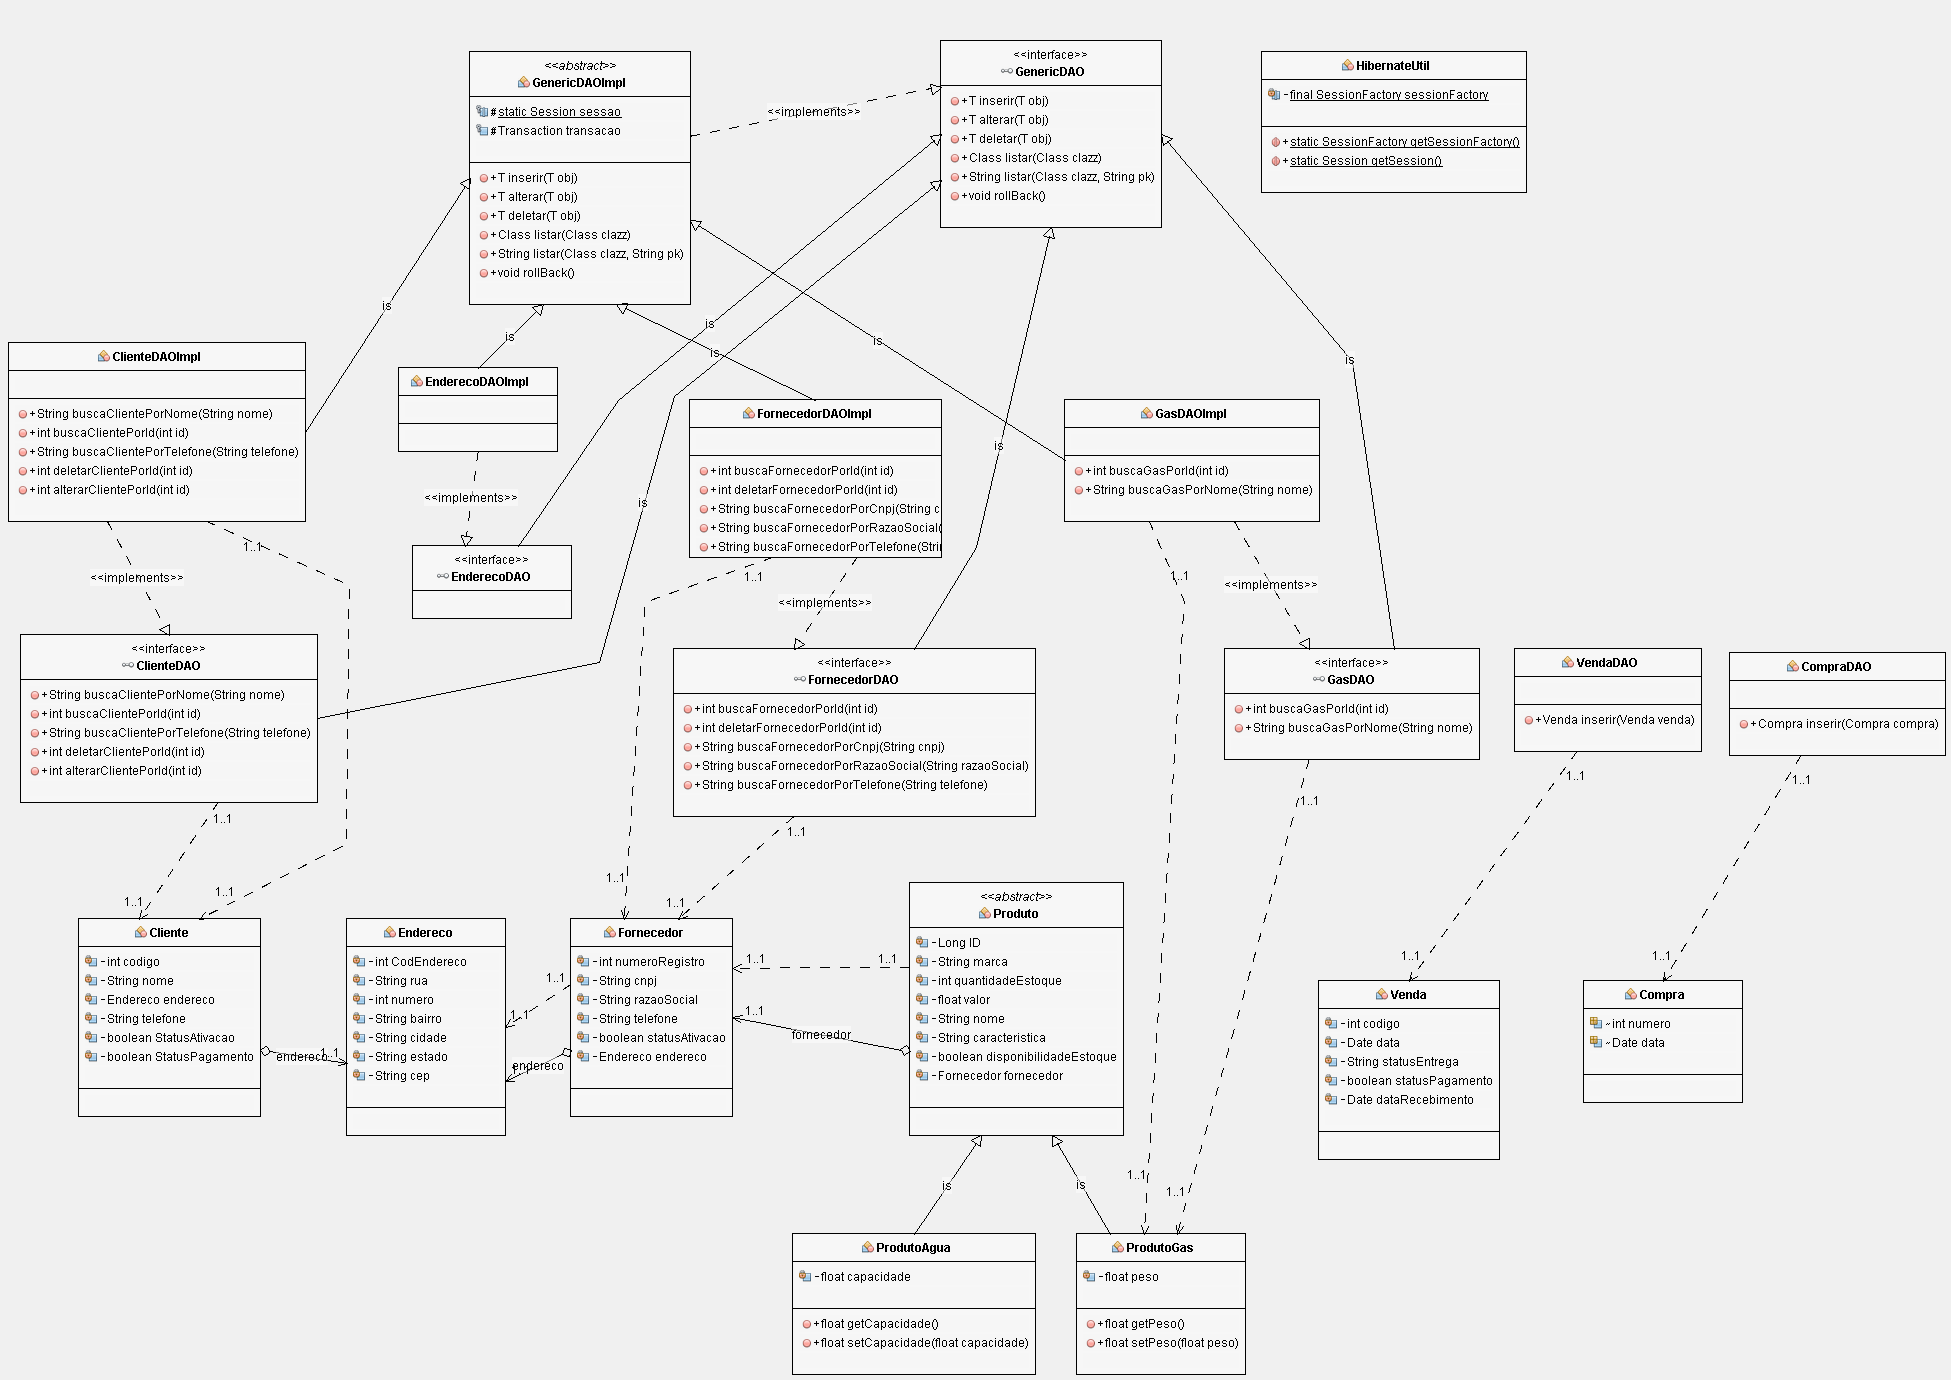 <<abstract>>
GenericDAOImpl
#static Session sessao
#Transaction transacao
+T inserir(T obj)
+T alterar(T obj)
+T deletar(T obj)
+Class listar(Class clazz)
+String listar(Class clazz, String pk)
+void rollBack()
<<implements>>
<<interface>>
GenericDAO
+T inserir(T obj)
+T alterar(T obj)
+T deletar(T obj)
+Class listar(Class clazz)
+String listar(Class clazz, String pk)
+void rollBack()
HibernateUtil
-final SessionFactory sessionFactory
+static SessionFactory getSessionFactory()
+static Session getSession()
is
is
is
is
is
is
is
is
ClienteDAOImpl
+String buscaClientePorNome(String nome)
+int buscaClientePorId(int id)
+String buscaClientePorTelefone(String telefone)
+int deletarClientePorId(int id)
+int alterarClientePorId(int id)
EnderecoDAOImpl
FornecedorDAOImpl
+int buscaFornecedorPorId(int id)
+int deletarFornecedorPorId(int id)
+String buscaFornecedorPorCnpj(String c
+String buscaFornecedorPorRazaoSocial(
+String buscaFornecedorPorTelefone(Stri
GasDAOImpl
+int buscaGasPorId(int id)
+String buscaGasPorNome(String nome)
<<implements>>
<<implements>>
<<implements>>
<<implements>>
1..1
1..1
1..1
<<interface>>
EnderecoDAO
<<interface>>
ClienteDAO
+String buscaClientePorNome(String nome)
+int buscaClientePorId(int id)
+String buscaClientePorTelefone(String telefone)
+int deletarClientePorId(int id)
+int alterarClientePorId(int id)
<<interface>>
FornecedorDAO
+int buscaFornecedorPorId(int id)
+int deletarFornecedorPorId(int id)
+String buscaFornecedorPorCnpj(String cnpj)
+String buscaFornecedorPorRazaoSocial(String razaoSocial)
+String buscaFornecedorPorTelefone(String telefone)
<<interface>>
GasDAO
+int buscaGasPorId(int id)
+String buscaGasPorNome(String nome)
VendaDAO
+Venda inserir(Venda venda)
CompraDAO
+Compra inserir(Compra compra)
1..1
1..1
1..1
1..1
1..1
1..1
1..1
1..1
1..1
1..1
1..1
Cliente
-int codigo
-String nome
-Endereco endereco
-String telefone
-boolean StatusAtivacao
-boolean StatusPagamento
endereco
1..1
Endereco
-int CodEndereco
-String rua
-int numero
-String bairro
-String cidade
-String estado
-String cep
1..1
1..1
endereco
Fornecedor
-int numeroRegistro
-String cnpj
-String razaoSocial
-String telefone
-boolean statusAtivacao
-Endereco endereco
1..1
1..1
1..1
fornecedor
<<abstract>>
Produto
-Long ID
-String marca
-int quantidadeEstoque
-float valor
-String nome
-String caracteristica
-boolean disponibilidadeEstoque
-Fornecedor fornecedor
Venda
-int codigo
-Date data
-String statusEntrega
-boolean statusPagamento
-Date dataRecebimento
Compra
~int numero
~Date data
is
is
1..1
1..1
ProdutoAgua
-float capacidade
+float getCapacidade()
+float setCapacidade(float capacidade)
ProdutoGas
-float peso
+float getPeso()
+float setPeso(float peso)